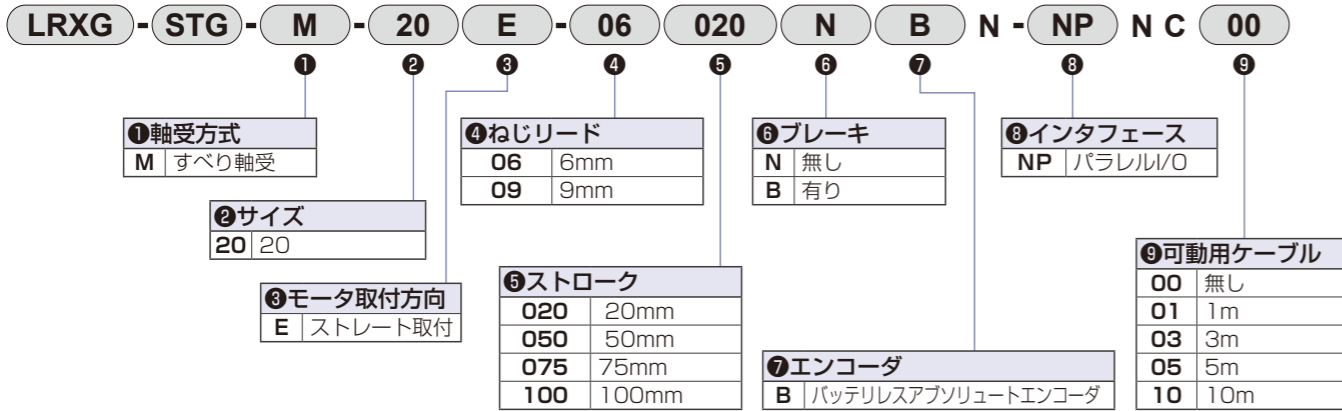 LRXG - STG - M - 20 E - 06 020 N B N - NP N C 00
❶ ❷ ❸ ❹ ❺ ❻ ❼ ❽ ❾
❶軸受方式
M すべり軸受
❷サイズ
20 20
❸モータ取付方向
E ストレート取付
❹ねじリード
06 6mm
09 9mm
❺ストローク
020 20mm
050 50mm
075 75mm
100 100mm
❻ブレーキ
N 無し
B 有り
❼エンコーダ
B バッテリレスアブソリュートエンコーダ
❽インタフェース
NP パラレルI/O
❾可動用ケーブル
00 無し
01 1m
03 3m
05 5m
10 10m